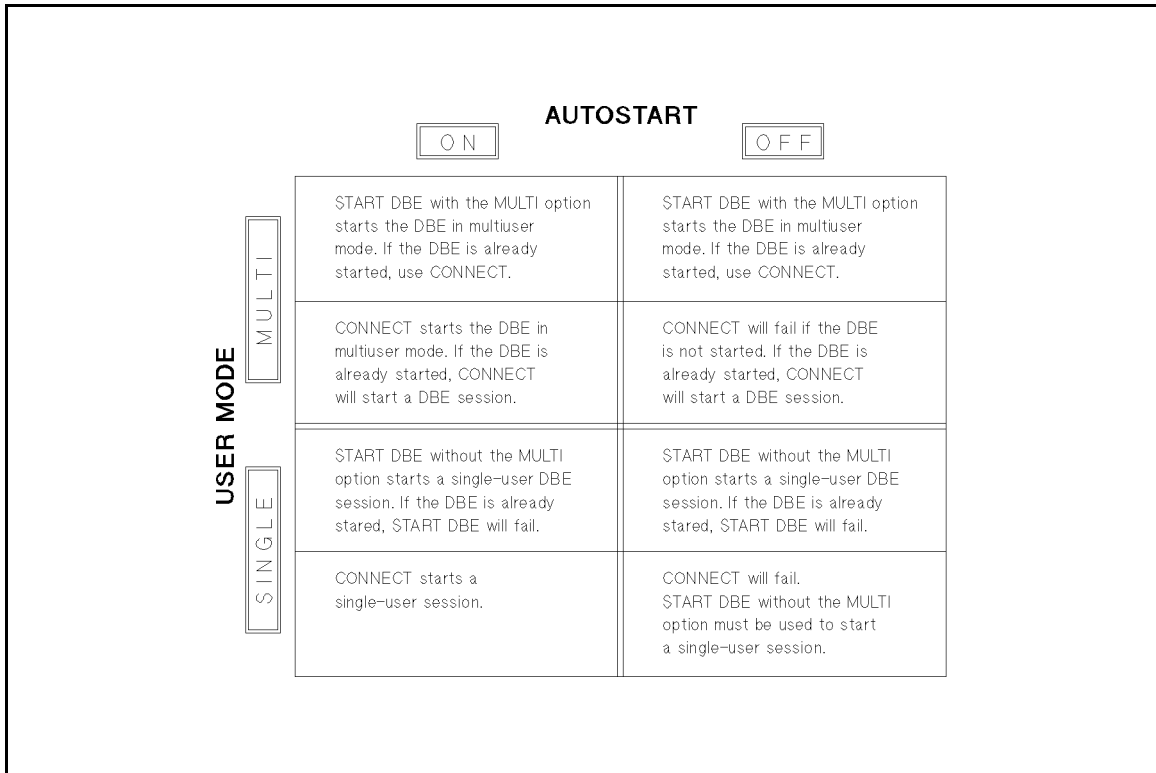 AUTOSTART
ON
OFF
USER MODE
MULTI
START DBE with the MULTI option
starts the DBE in multiuser
mode. If the DBE is already
started, use CONNECT.
START DBE with the MULTI option
starts the DBE in multiuser
mode. If the DBE is already
started, use CONNECT.
CONNECT starts the DBE in
multiuser mode. If the DBE is
already started, CONNECT
will start a DBE session.
CONNECT will fail if the DBE
is not started. If the DBE is
already started, CONNECT
will start a DBE session.
SINGLE
START DBE without the MULTI
option starts a single-user DBE
session. If the DBE is already
stared, START DBE will fail.
START DBE without the MULTI
option starts a single-user DBE
session. If the DBE is already
stared, START DBE will fail.
CONNECT starts a
single-user session.
CONNECT will fail.
START DBE without the MULTI
option must be used to start
a single-user session.